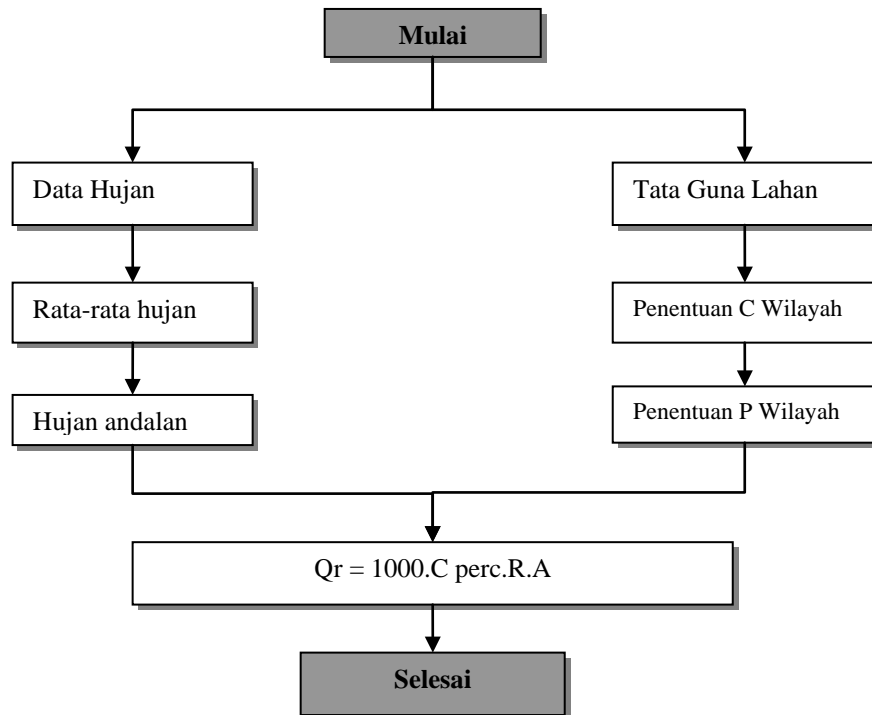 Mulai
Data Hujan
Tata Guna Lahan
Rata-rata hujan
Penentuan C Wilayah
Hujan andalan
Penentuan P Wilayah
Qr = 1000.C perc.R.A
Selesai